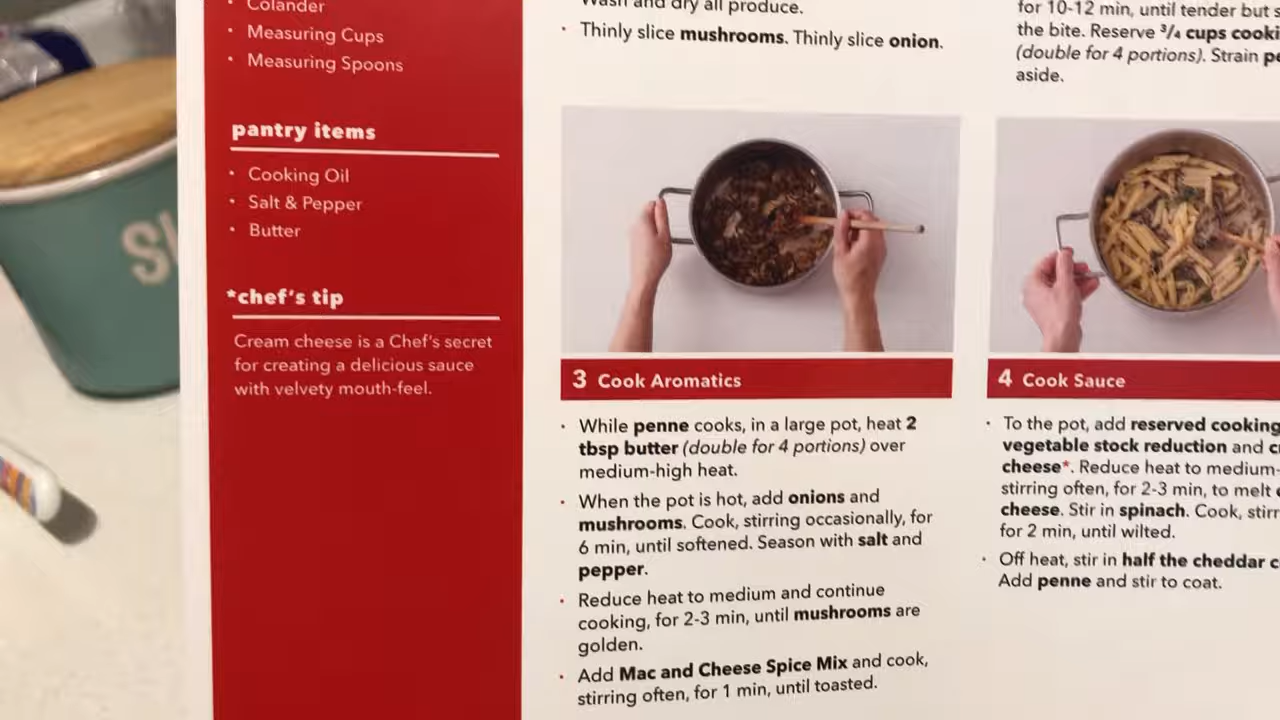 Colander
• Measuring Cups
• Measuring Spoons
pantry items
• Cooking Oil
• Salt & Pepper
• Butter
*chef's tip
Cream cheese is a Chef's secret
for creating a delicious sauce
with velvety mouth-feel.
Wash and dry all produce.
• Thinly slice mushrooms. Thinly slice onion.
3 Cook Aromatics
• While penne cooks, in a large pot, heat 2
tbsp butter (double for 4 portions) over
medium-high heat.
• When the pot is hot, add onions and
mushrooms. Cook, stirring occasionally, for
6 min, until softened. Season with salt and
pepper.
• Reduce heat to medium and continue
cooking, for 2-3 min, until mushrooms are
golden.
• Add Mac and Cheese Spice Mix and cook,
stirring often, for 1 min, until toasted.
for 10-12 min, until tender but
the bite. Reserve ³/₄ cups
(double for 4 portions). Strain
aside.
4 Cook Sauce
• To the pot, add reserved cooking
vegetable stock reduction and
cheese*. Reduce heat to medium-
stirring often, for 2-3 min, to melt
cheese. Stir in spinach. Cook,
for 2 min, until wilted.
• Off heat, stir in half the cheddar
Add penne and stir to coat.